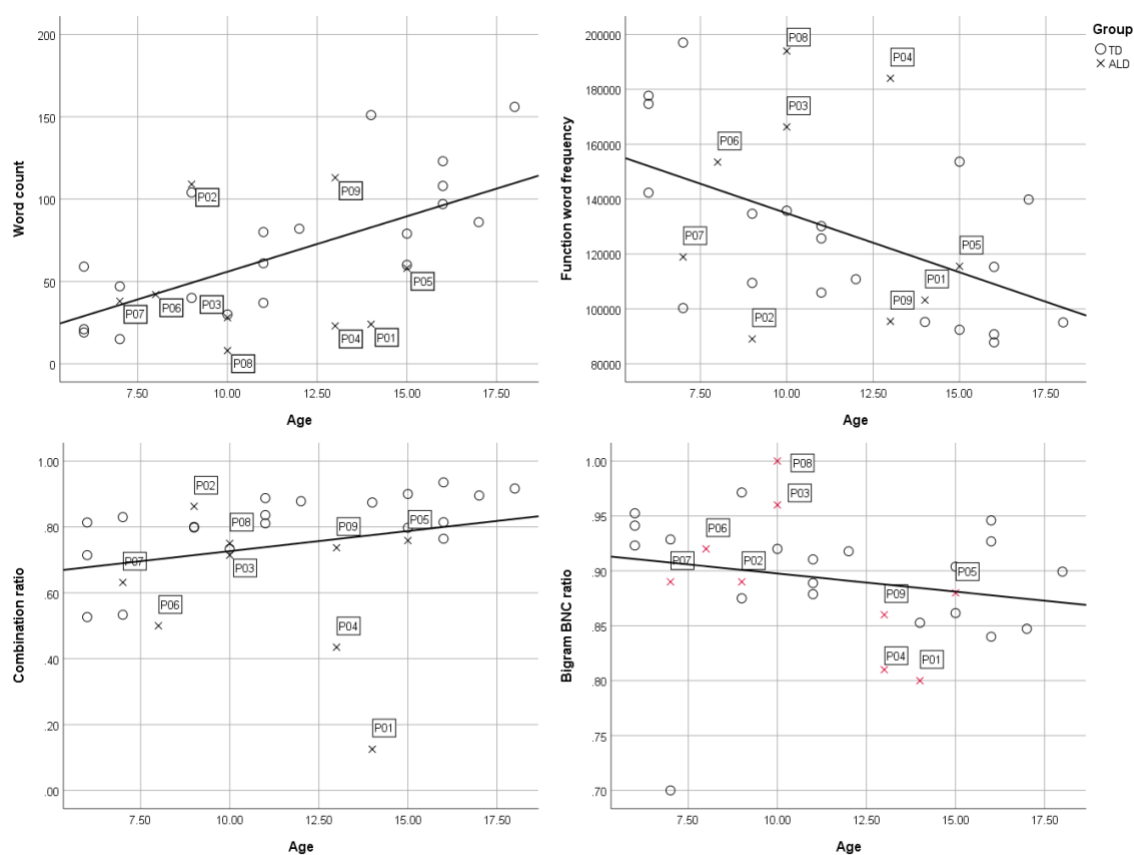 200
150
100
50
0
Word count
P02
P09
P05
P03
P07
P06
P04
P01
P08
7.50
10.00
12.50
15.00
17.50
Age
200000
180000
160000
140000
120000
100000
80000
Function word frequency
P08
P04
P03
P06
P07
P05
P01
P09
P02
7.50
10.00
12.50
15.00
17.50
Age
Group
TD
ALD
1.00
.80
.60
.40
.20
.00
Combination ratio
P02
P08
P09
P05
P07
P03
P06
P04
P01
7.50
10.00
12.50
15.00
17.50
Age
1.00
.95
.90
.85
.80
.75
.70
Bigram BNC ratio
P08
P03
P06
P07
P02
P05
P09
P04
P01
7.50
10.00
12.50
15.00
17.50
Age